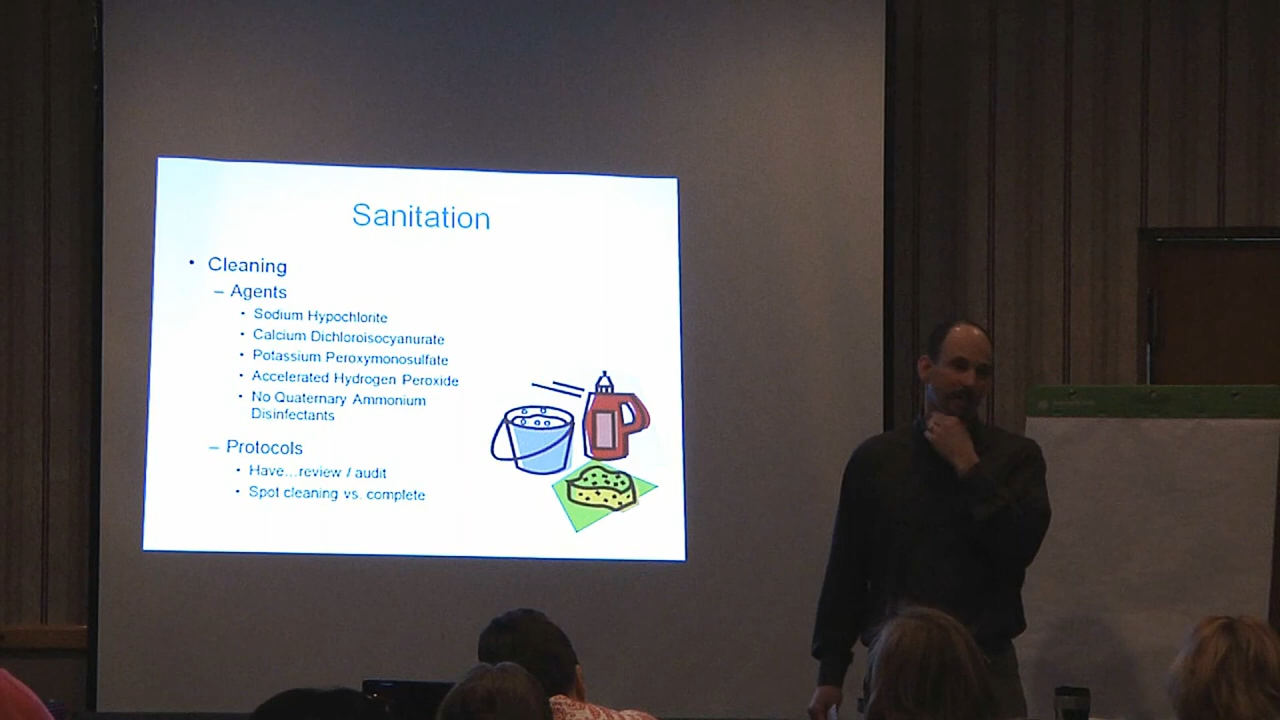 Sanitation
• Cleaning
– Agents
• Sodium Hypochlorite
• Calcium Dichloroisocyanurate
• Potassium Peroxymonosulfate
• Accelerated Hydrogen Peroxide
• No Quaternary Ammonium
Disinfectants
– Protocols
• Have...review / audit
• Spot cleaning vs. complete